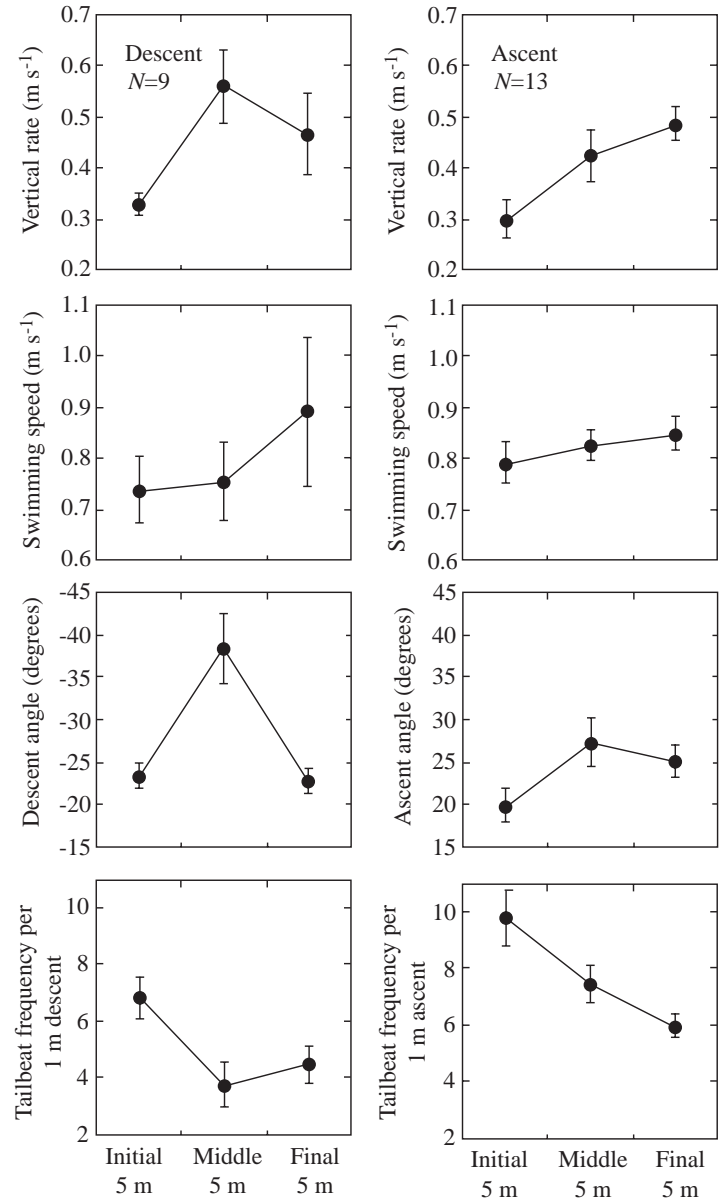 0.7
0.6
0.5
0.4
0.3
0.2
Vertical rate (m s-1)
Descent
N=9
0.7
0.6
0.5
0.4
0.3
0.2
Vertical rate (m s-1)
Ascent
N=13
1.1
1.0
0.9
0.8
0.7
0.6
Swimming speed (m s-1)
1.1
1.0
0.9
0.8
0.7
0.6
Swimming speed (m s-1)
-45
-40
-35
-30
-25
-20
-15
Descent angle (degrees)
45
40
35
30
25
20
15
Ascent angle (degrees)
10
8
6
4
2
Tailbeat frequency per
1 m descent
10
8
6
4
2
Tailbeat frequency per
1 m ascent
Initial Middle Final
5 m 5 m 5 m
Initial Middle Final
5 m 5 m 5 m